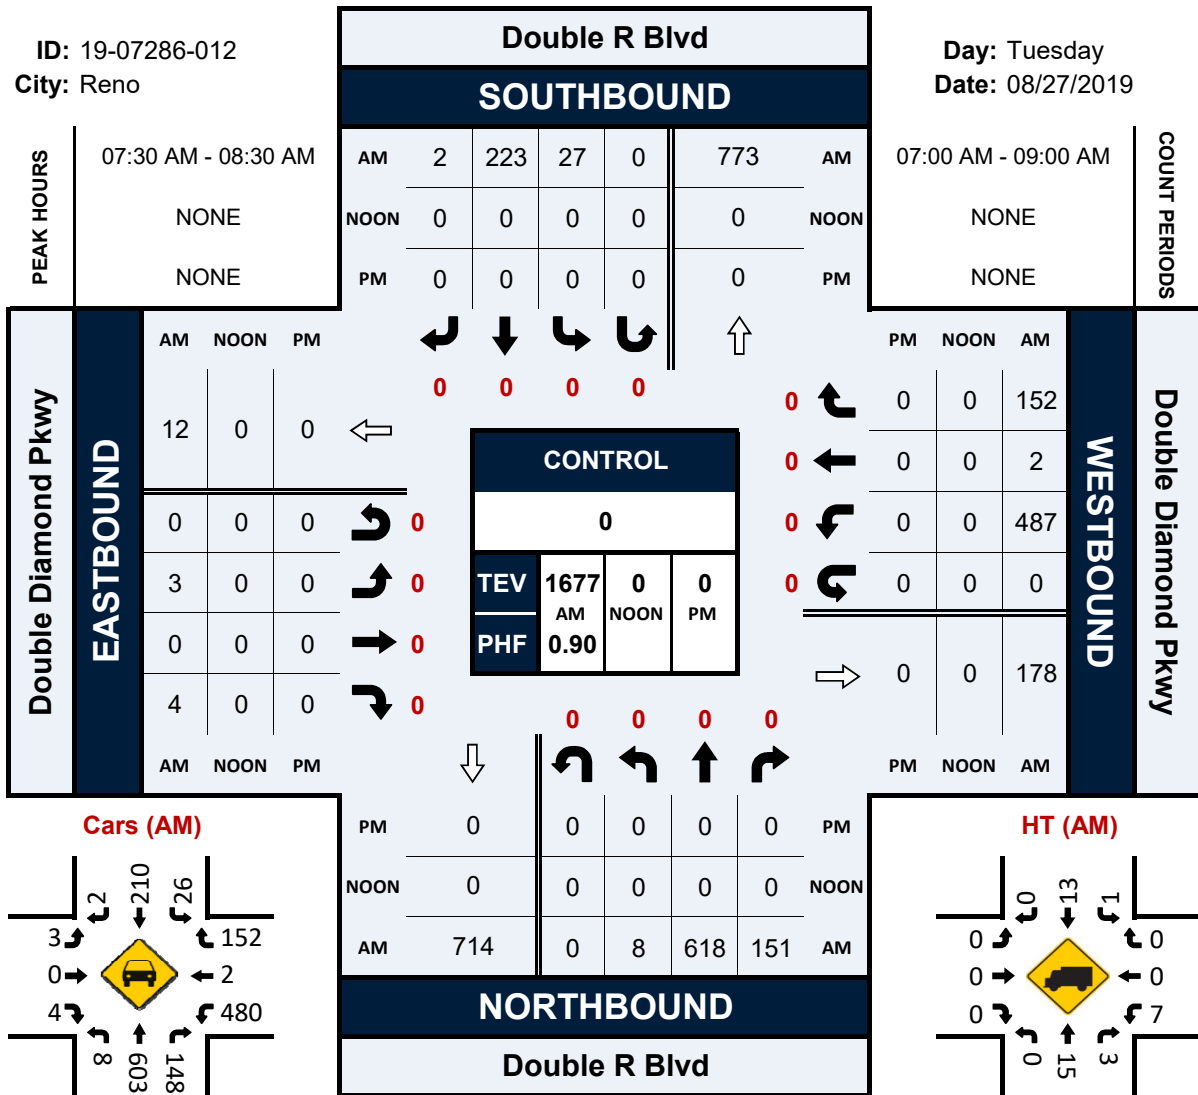 Double R Blvd
ID: 19-07286-012
Day: Tuesday
City: Reno
Date: 08/27/2019
SOUTHBOUND
PEAK HOURS
07:30 AM - 08:30 AM
AM 2 223 27 0 773 AM
07:00 AM - 09:00 AM
COUNT PERIODS
NONE
NOON 0 0 0 0 0 NOON
NONE
NONE
PM 0 0 0 0 0 PM
NONE
AM NOON PM
PM NOON AM
0 0 0 0
Double Diamond Pkwy
EASTBOUND
12 0 0
0 0 0 0
3 0 0 0
0 0 0 0
4 0 0 0
AM NOON PM
CONTROL
0
TEV 1677 0 0
AM NOON PM
PHF 0.90
0 0 0 152
0 0 0 2
0 0 0 487
0 0 0 0
0 0 178
PM NOON AM
WESTBOUND
Double Diamond Pkwy
0 0 0 0
PM 0 0 0 0 0 PM
NOON 0 0 0 0 0 NOON
AM 714 0 8 618 151 AM
NORTHBOUND
Double R Blvd
Cars (AM)
2 210 26
3 152
0 2
4 480
8 603 148
HT (AM)
0 13 1
0 0
0 0
0 7
0 15 3